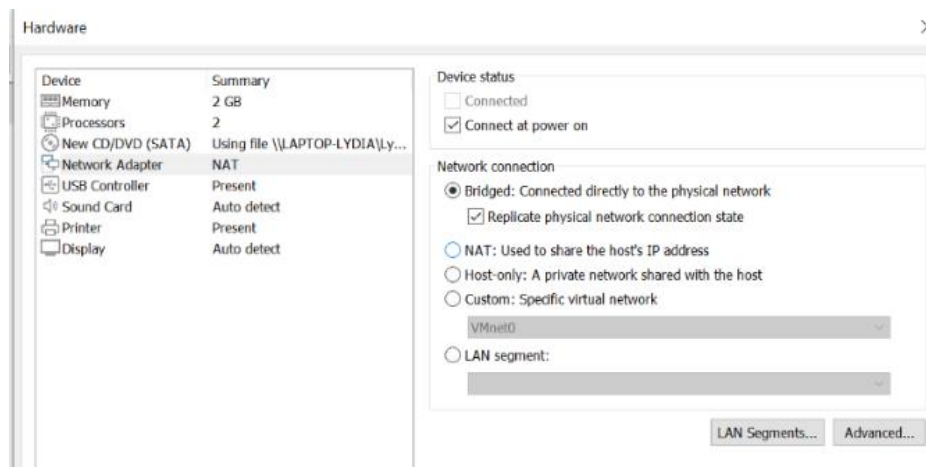 Hardware
Device Summary
Memory 2 GB
Processors 2
New CD/DVD (SATA) Using file \\LAPTOP-LYDIA\Ly...
Network Adapter NAT
USB Controller Present
Sound Card Auto detect
Printer Present
Display Auto detect
Device status
Connected
Connect at power on
Network connection
Bridged: Connected directly to the physical network
Replicate physical network connection state
NAT: Used to share the host's IP address
Host-only: A private network shared with the host
Custom: Specific virtual network
VMnet0
LAN segment:
LAN Segments... Advanced...